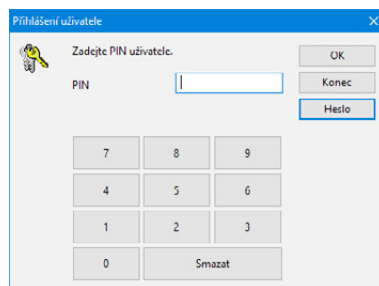 Přihlášení uživatele
Zadejte PIN uživatele.
OK
PIN
Konec
Heslo
7 8 9
4 5 6
1 2 3
0 Smazat